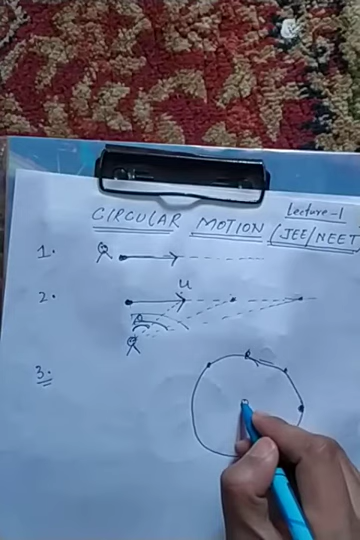 Lecture-1
CIRCULAR MOTION (JEE/NEET)
1.
2.
u
3.